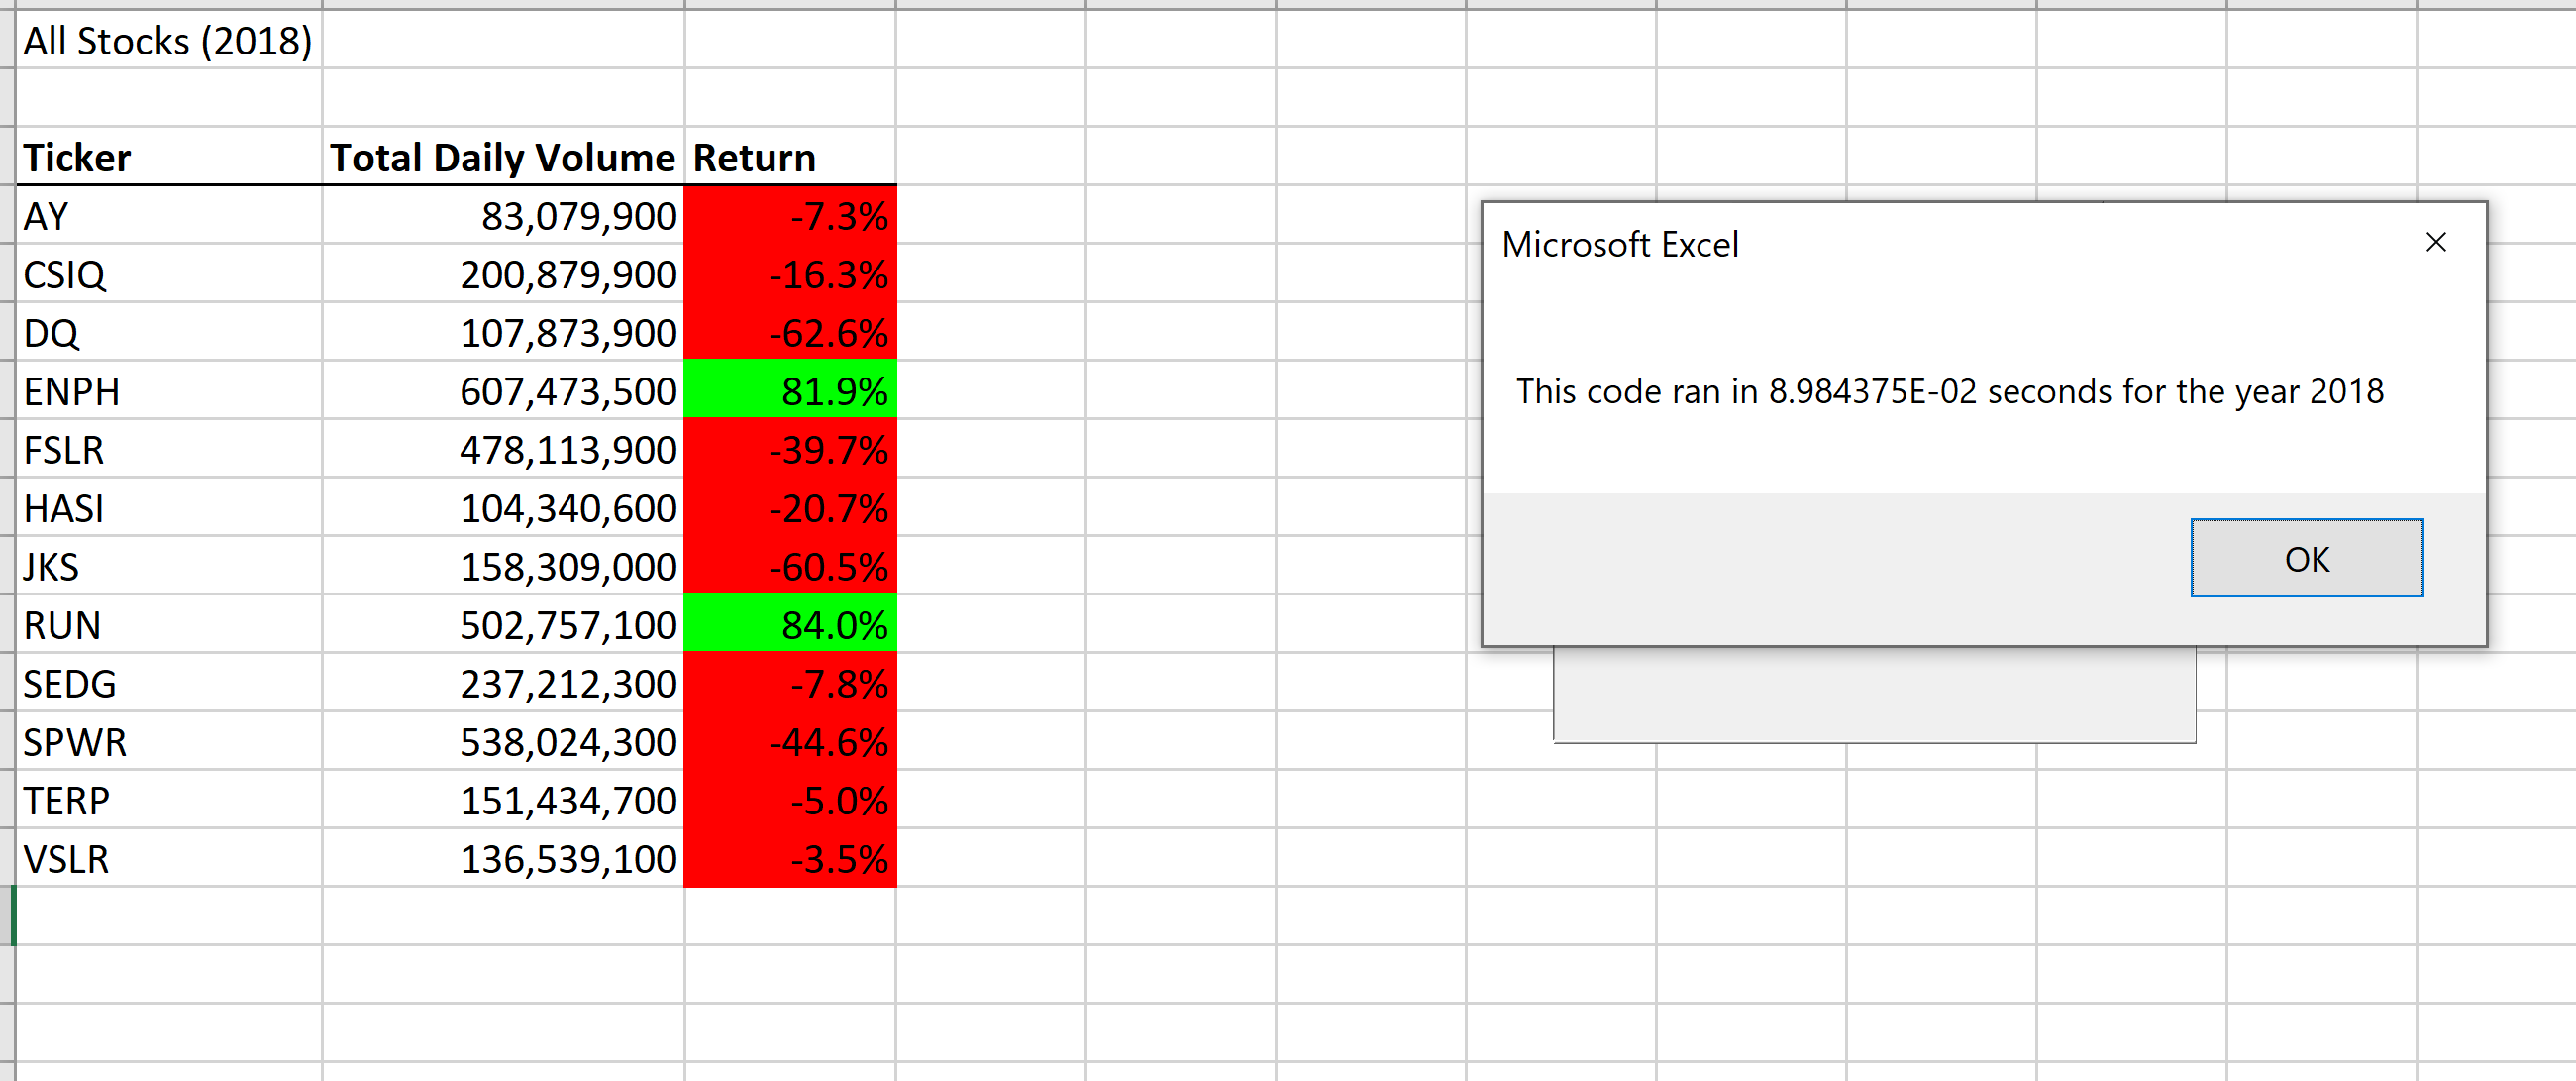 All Stocks (2018)
Ticker Total Daily Volume Return
AY 83,079,900 -7.3%
CSIQ 200,879,900 -16.3%
DQ 107,873,900 -62.6%
ENPH 607,473,500 81.9%
FSLR 478,113,900 -39.7%
HASI 104,340,600 -20.7%
JKS 158,309,000 -60.5%
RUN 502,757,100 84.0%
SEDG 237,212,300 -7.8%
SPWR 538,024,300 -44.6%
TERP 151,434,700 -5.0%
VSLR 136,539,100 -3.5%
Microsoft Excel
This code ran in 8.984375E-02 seconds for the year 2018
OK